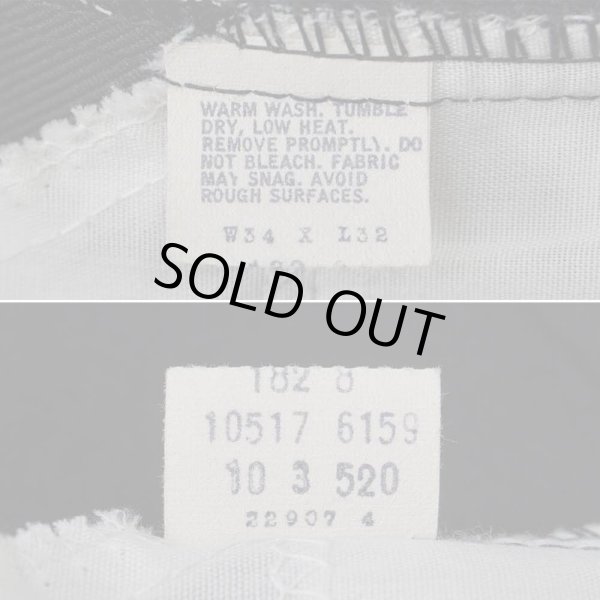 WARM WASH. TUMBLE
DRY, LOW HEAT.
REMOVE PROMPTLY. DO
NOT BLEACH. FABRIC
MAY SNAG. AVOID
ROUGH SURFACES.
W34 X L32
SOLD OUT
182 8
10517 6159
10 3 520
22907 4